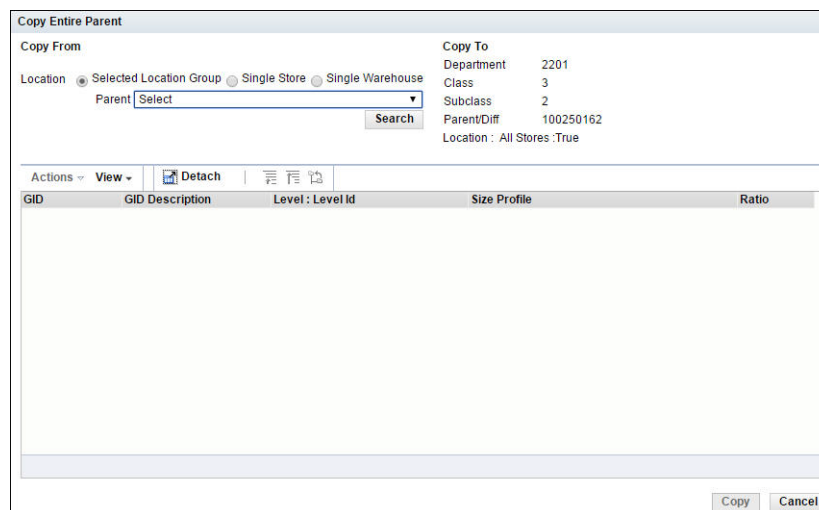 Copy Entire Parent
Copy From
Copy To
Department 2201
Location Selected Location Group Single Store Single Warehouse
Class 3
Parent Select
Subclass 2
Search
Parent/Diff 100250162
Location : All Stores :True
Actions View Detach
GID GID Description Level : Level Id Size Profile Ratio
Copy Cancel